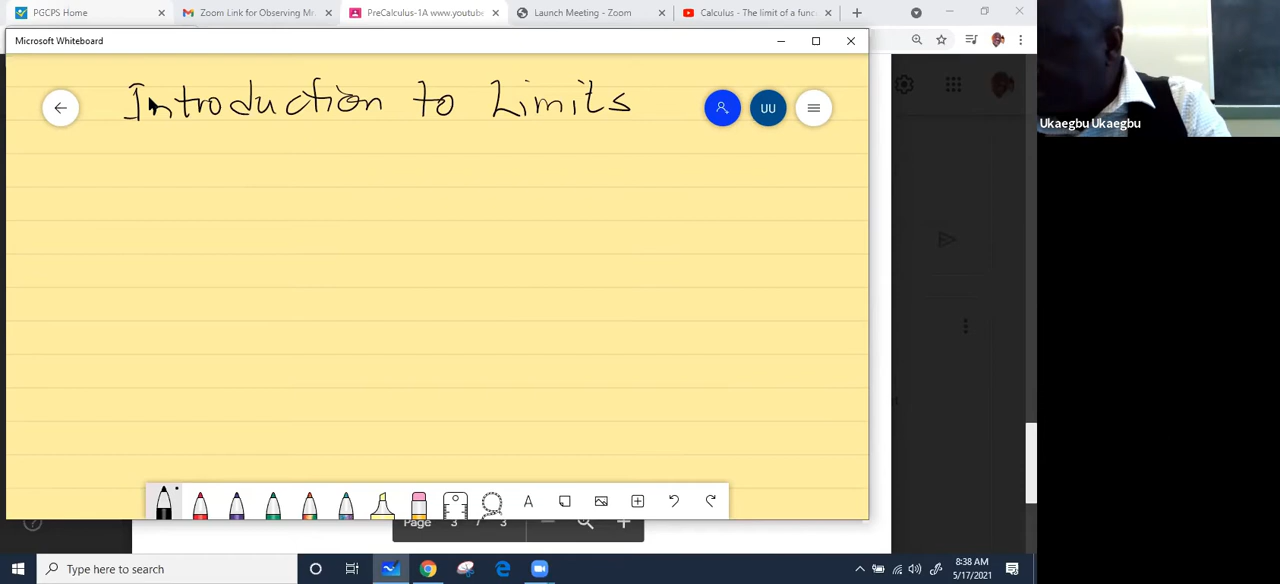 PGCPS Home
Zoom Link for Observing Mr.
PreCalculus-1A www.youtube
Launch Meeting - Zoom
Calculus - The limit of a func
Microsoft Whiteboard
Introduction to Limits
UU
Ukaegbu Ukaegbu
A
Page 3 / 3
Type here to search
8:38 AM
5/17/2021